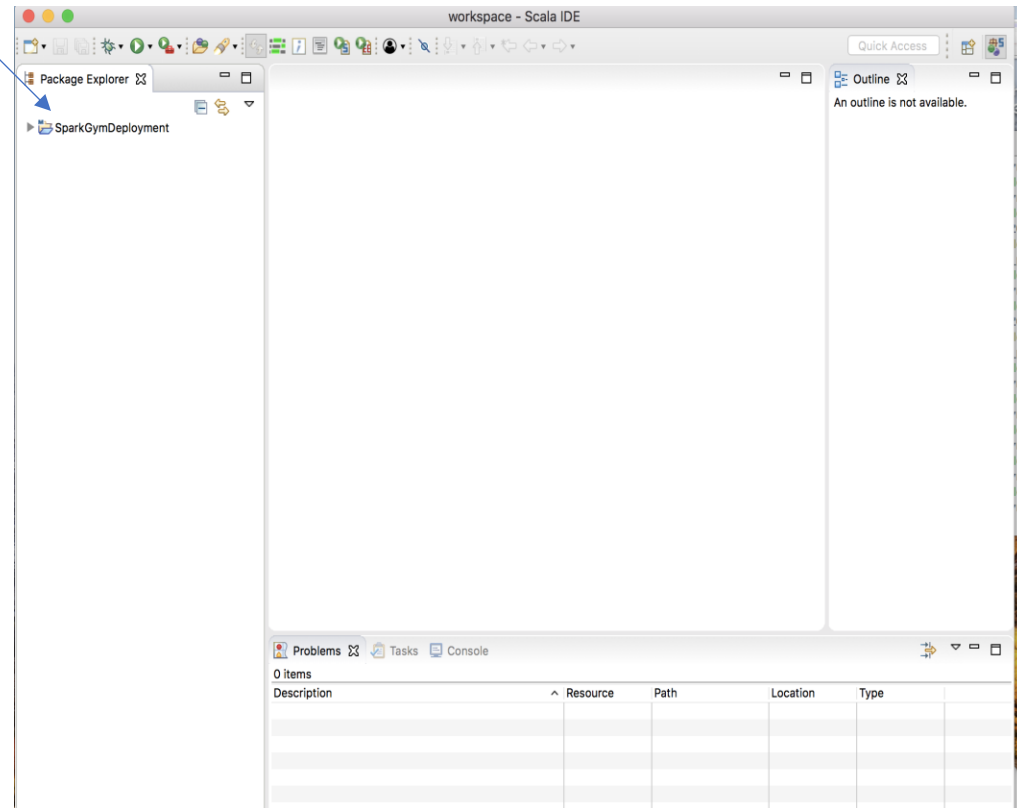 workspace - Scala IDE
Quick Access
Package Explorer
Outline
An outline is not available.
SparkGymDeployment
Problems Tasks Console
0 items
Description Resource Path Location Type